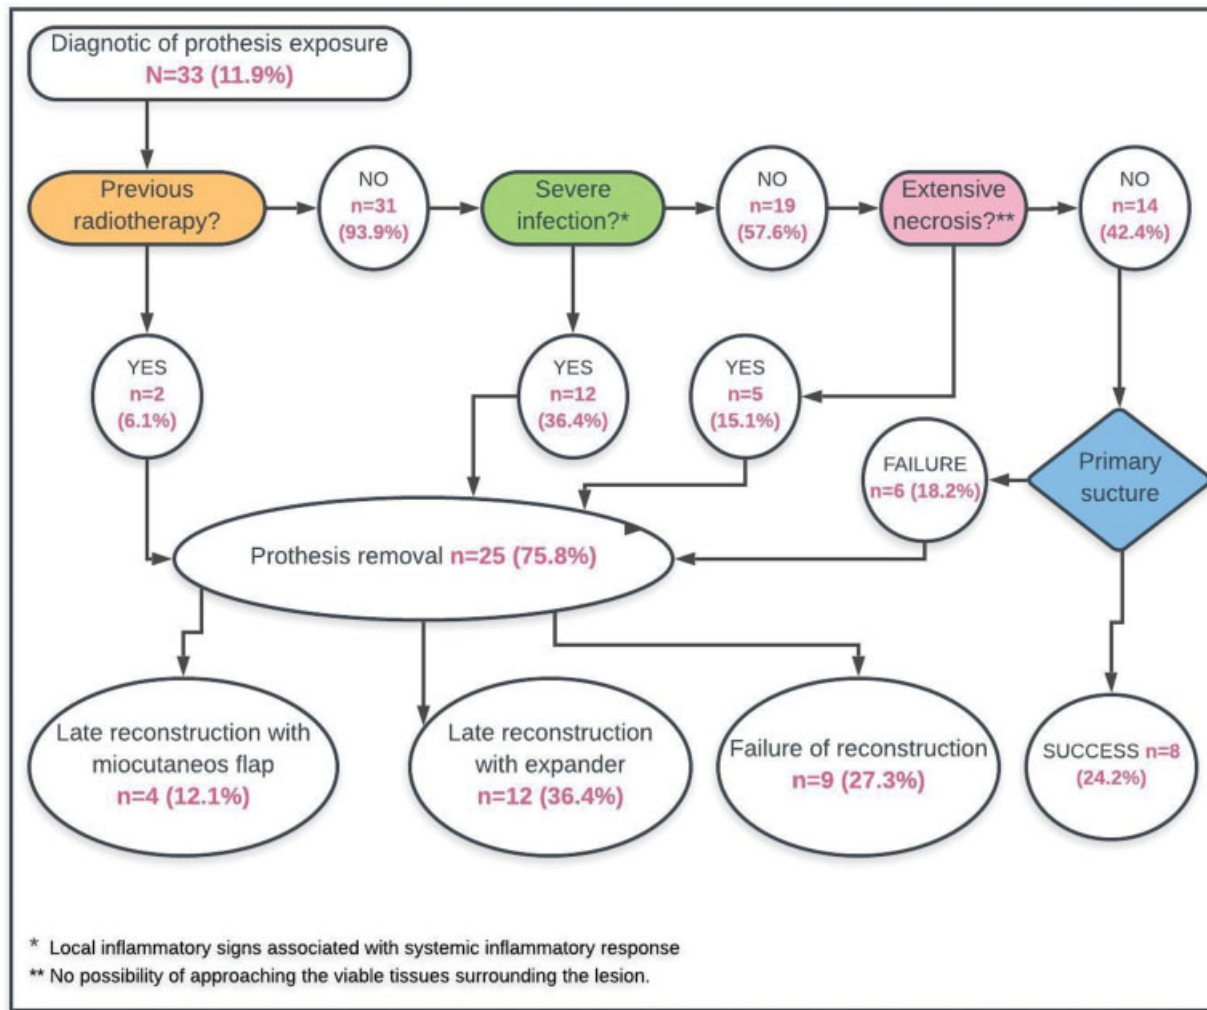 Diagnotic of prothesis exposure
N=33 (11.9%)
Previous
radiotherapy?
NO
n=31
(93.9%)
Severe
infection?*
NO
n=19
(57.6%)
Extensive
necrosis?**
NO
n=14
(42.4%)
YES
n=2
(6.1%)
YES
n=12
(36.4%)
YES
n=5
(15.1%)
FAILURE
n=6 (18.2%)
Primary
sucture
Prothesis removal n=25 (75.8%)
Late reconstruction with
miocutaneos flap
n=4 (12.1%)
Late reconstruction
with expander
n=12 (36.4%)
Failure of reconstruction
n=9 (27.3%)
SUCCESS n=8
(24.2%)
* Local inflammatory signs associated with systemic inflammatory response
** No possibility of approaching the viable tissues surrounding the lesion.